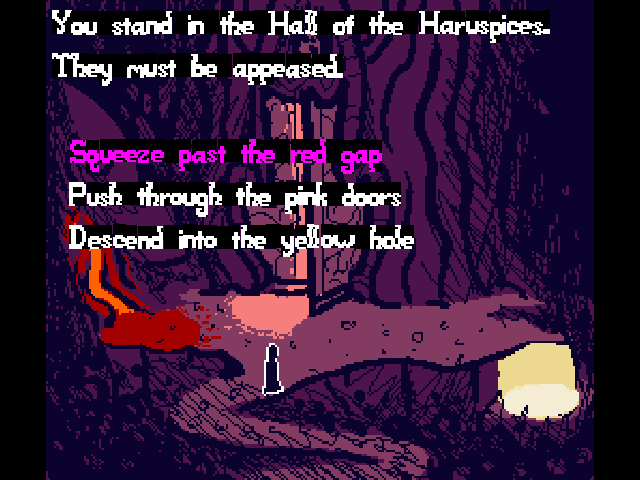 You stand in the Hall of the Haruspices.
They must be appeased.
Squeeze past the red gap
Push through the pink doors
Descend into the yellow hole